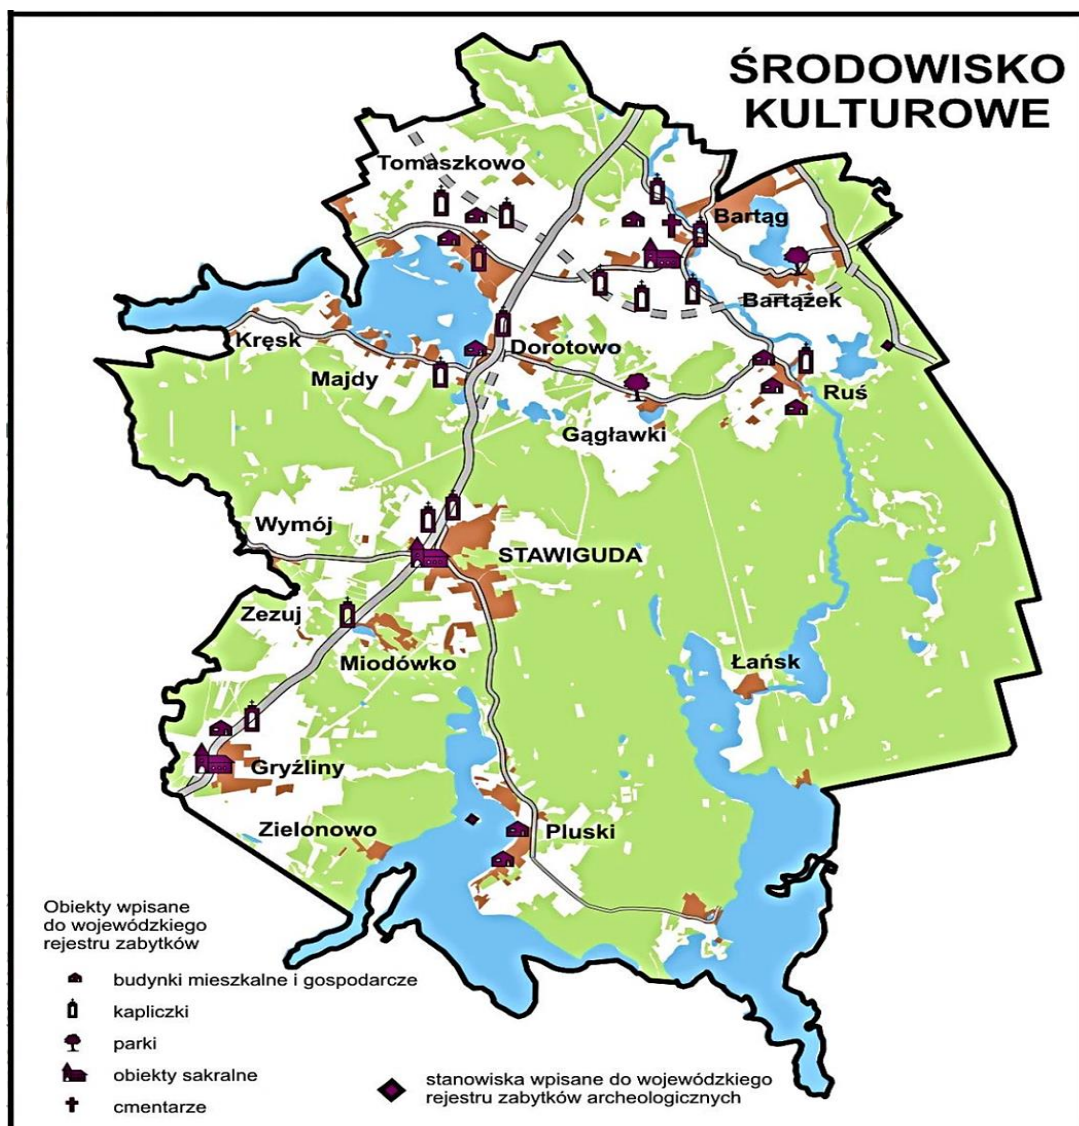 ŚRODOWISKO
KULTUROWE
Tomaszkowo
Bartąg
Bartążek
Kręsk
Dorotowo
Majdy
Ruś
Gągławki
Wymój
STAWIGUDA
Zezuj
Miodówko
Łańsk
Gryźliny
Zielonowo
Pluski
Obiekty wpisane
do wojewódzkiego
rejestru zabytków
budynki mieszkalne i gospodarcze
kapliczki
parki
obiekty sakralne
cmentarze
stanowiska wpisane do wojewódzkiego
rejestru zabytków archeologicznych